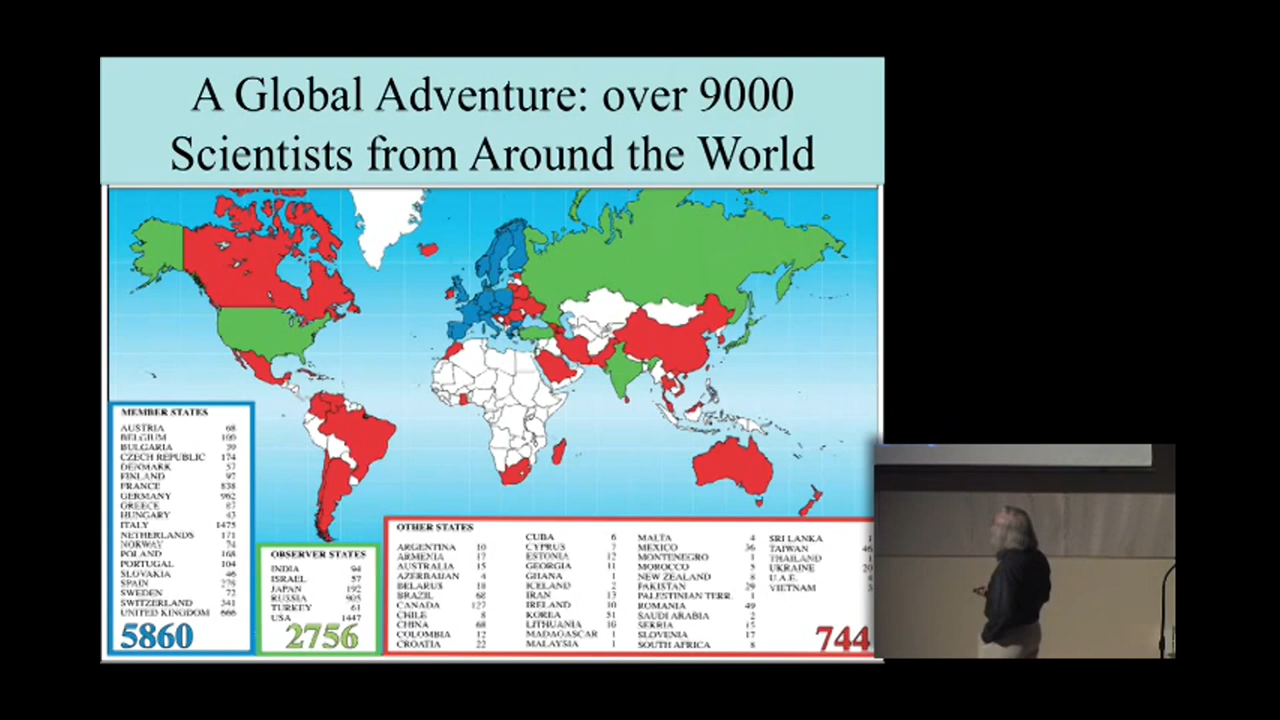 A Global Adventure: over 9000
Scientists from Around the World
MEMBER STATES
AUSTRIA 68
BELGIUM
BULGARIA
CZECH REPUBLIC 174
DENMARK 57
FINLAND 97
FRANCE 838
GERMANY 962
GREECE 87
HUNGARY 43
ITALY 1475
NETHERLANDS 171
NORWAY 74
POLAND 168
PORTUGAL 104
SLOVAKIA 46
SPAIN
SWEDEN 72
SWITZERLAND 341
UNITED KINGDOM 666
5860
OBSERVER STATES
INDIA 94
ISRAEL 57
JAPAN 192
RUSSIA 905
TURKEY 61
USA 1447
2756
OTHER STATES
ARGENTINA 10
ARMENIA 17
AUSTRALIA 15
AZERBAIJAN 4
BELARUS 18
BRAZIL 68
CANADA 127
CHILE 8
CHINA 68
COLOMBIA 12
CROATIA 22
CUBA 6
CYPRUS 7
ESTONIA 12
GEORGIA 11
GHANA 1
ICELAND 2
IRAN 13
IRELAND 10
KOREA 51
LITHUANIA 10
MADAGASCAR 1
MALAYSIA 1
MALTA 4
MEXICO 36
MONTENEGRO 1
MOROCCO 5
NEW ZEALAND 8
PAKISTAN 29
PALESTINIAN TERR. 1
ROMANIA 49
SAUDI ARABIA 2
SERBIA 15
SLOVENIA 17
SOUTH AFRICA 8
SRI LANKA
TAIWAN
THAILAND
UKRAINE
U.A.E.
VIETNAM
744